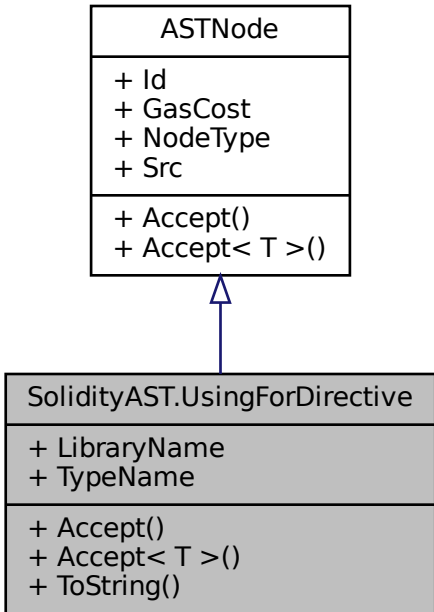 ASTNode
+ Id
+ GasCost
+ NodeType
+ Src
+ Accept()
+ Accept< T >()
SolidityAST.UsingForDirective
+ LibraryName
+ TypeName
+ Accept()
+ Accept< T >()
+ ToString()